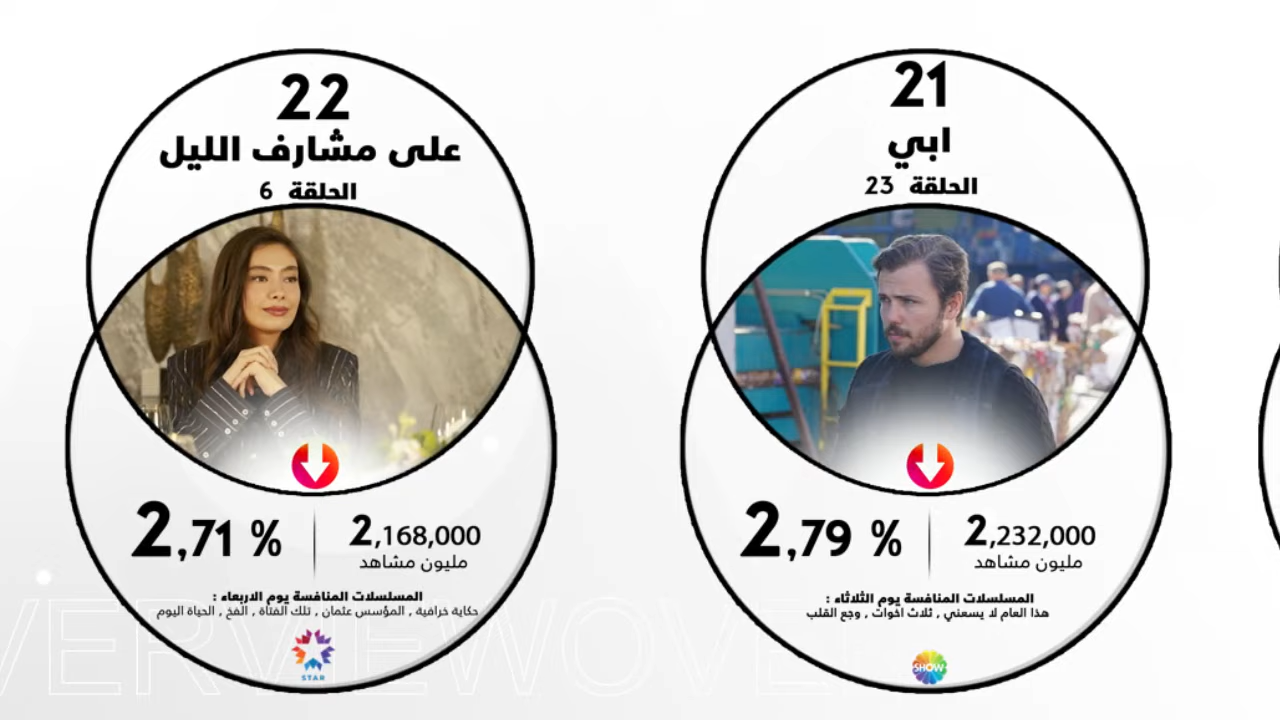 22
على مشارف الليل
الحلقة 6
2,71 %
2,168,000
مليون مشاهد
المسلسلات المنافسة يوم الاربعاء :
حكاية خرافية , المؤسس عثمان , تلك الفتاة , الفخ , الحياة اليوم
STAR
21
ابي
الحلقة 23
2,79 %
2,232,000
مليون مشاهد
المسلسلات المنافسة يوم الثلاثاء :
هذا العام لا يسعني , ثلاث اخوات , وجع القلب
SHOW